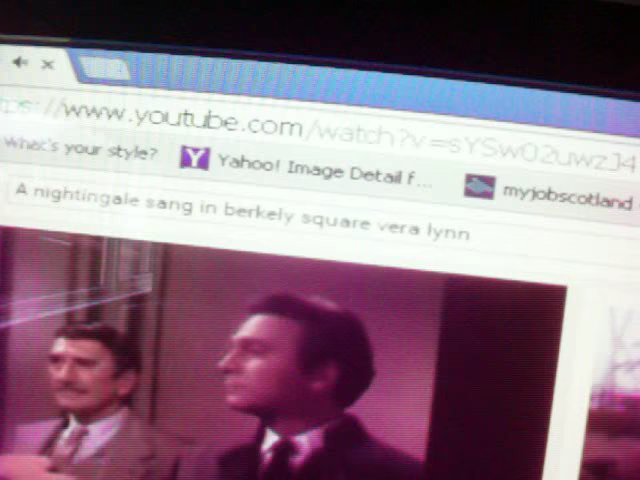 https://www.youtube.com/watch?v=sYSw02uwzJ4
What's your style? Yahoo! Image Detail f... myjobscotland
A nightingale sang in berkely square vera lynn